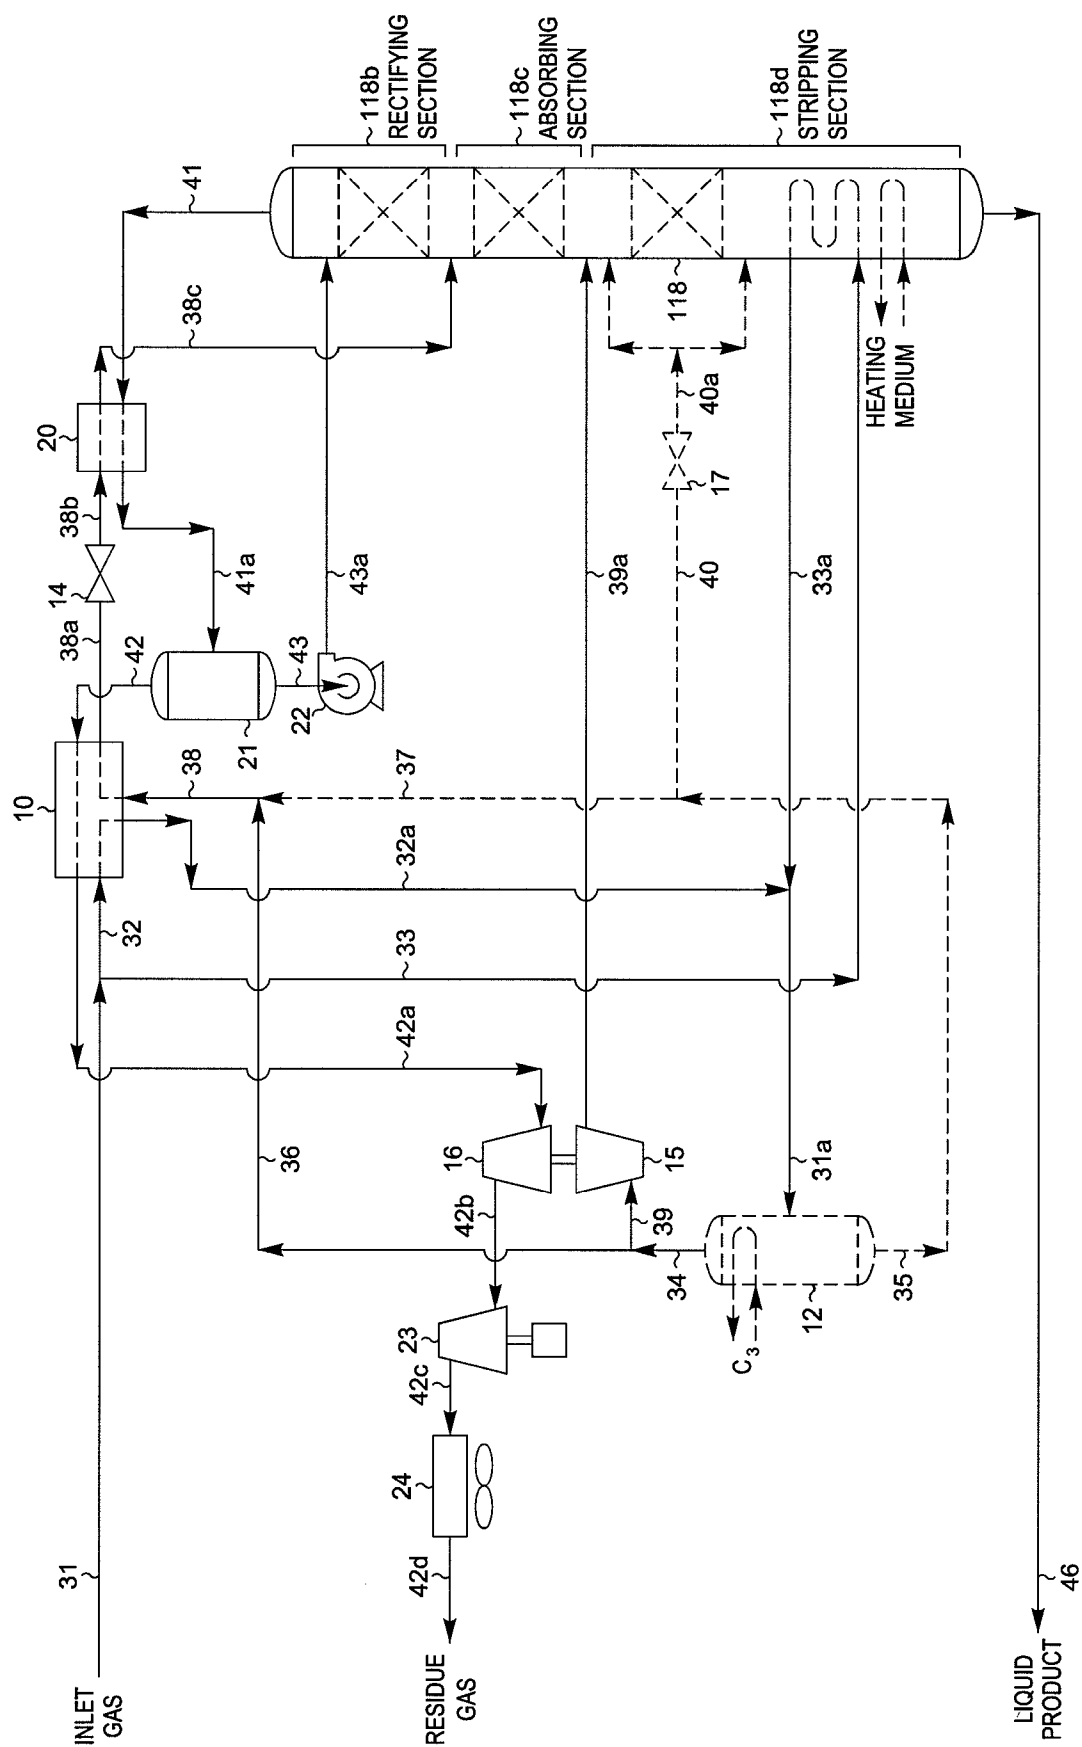 INLET
GAS
31
32
10
38a
14
38b
20
38c
41
42
41a
21
22
43
43a
38
37
32a
33
42a
36
16
15
42b
39
34
12
C3
35
31a
23
42c
24
42d
RESIDUE
GAS
39a
40
17
40a
33a
118
HEATING
MEDIUM
118b
RECTIFYING
SECTION
118c
ABSORBING
SECTION
118d
STRIPPING
SECTION
46
LIQUID
PRODUCT